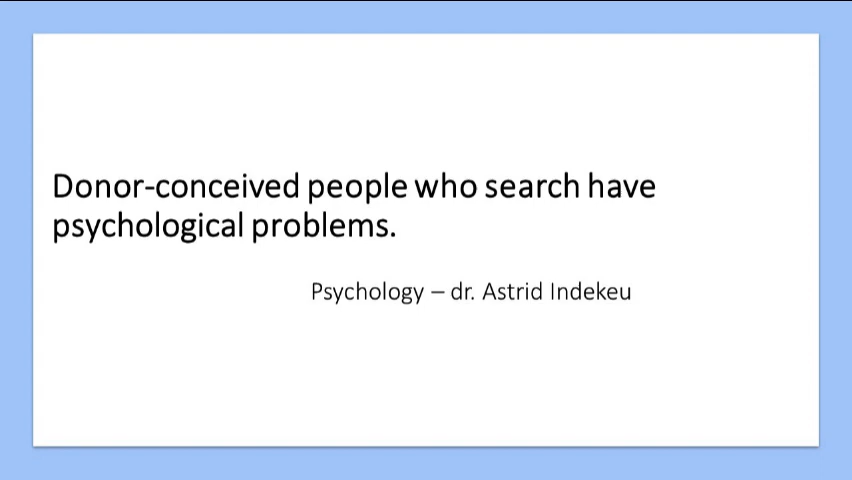 Donor-conceived people who search have
psychological problems.
Psychology – dr. Astrid Indekeu